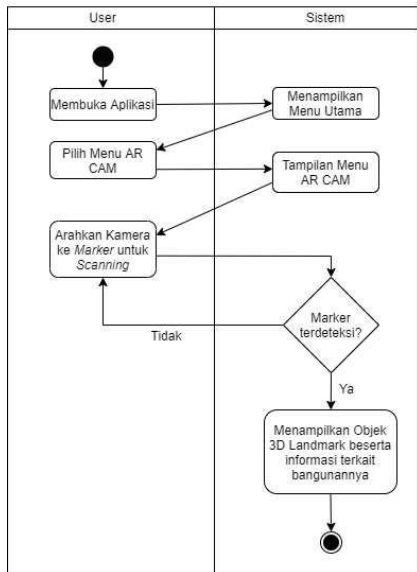 User
Sistem
Membuka Aplikasi
Menampilkan
Menu Utama
Pilih Menu AR
CAM
Tampilan Menu
AR CAM
Arahkan Kamera
ke Marker untuk
Scanning
Marker
terdeteksi?
Tidak
Ya
Menampilkan Objek
3D Landmark beserta
informasi terkait
bangunannya